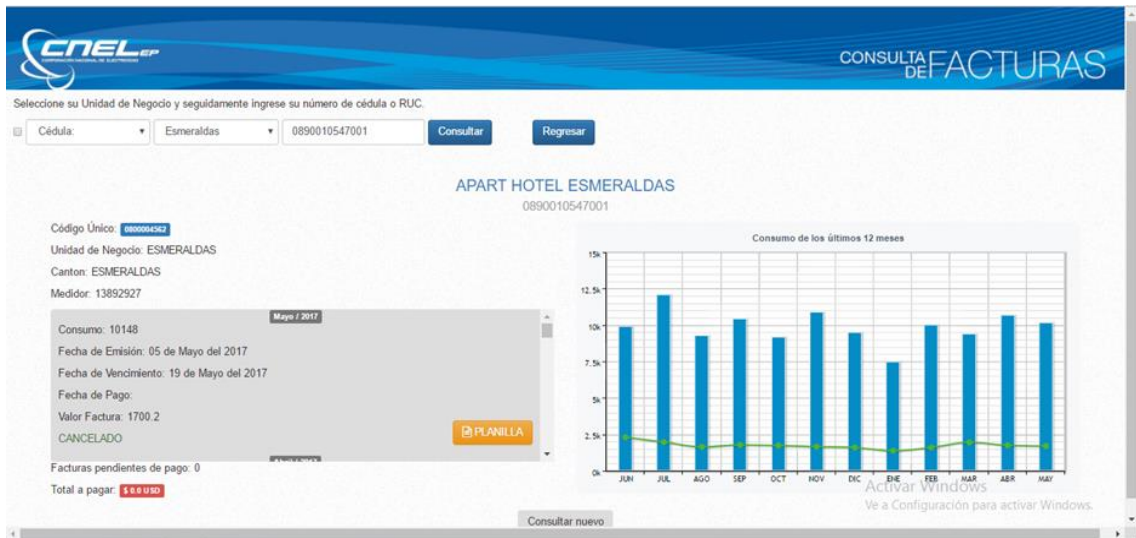 CNEL EP
CORPORACIÓN NACIONAL DE ELECTRICIDAD
CONSULTA DE FACTURAS
Seleccione su Unidad de Negocio y seguidamente ingrese su número de cédula o RUC.
Cédula: Esmeraldas 0890010547001 Consultar Regresar
APART HOTEL ESMERALDAS
0890010547001
Código Único: 0800004562
Unidad de Negocio: ESMERALDAS
Canton: ESMERALDAS
Medidor: 13892927
Mayo / 2017
Consumo: 10148
Fecha de Emisión: 05 de Mayo del 2017
Fecha de Vencimiento: 19 de Mayo del 2017
Fecha de Pago:
Valor Factura: 1700.2
CANCELADO
PLANILLA
Facturas pendientes de pago: 0
Total a pagar: $ 0.0 USD
Consumo de los últimos 12 meses
15k
12.5k
10k
7.5k
5k
2.5k
0k
JUN JUL AGO SEP OCT NOV DIC ENE FEB MAR ABR MAY
Activar Windows
Ve a Configuración para activar Windows.
Consultar nuevo